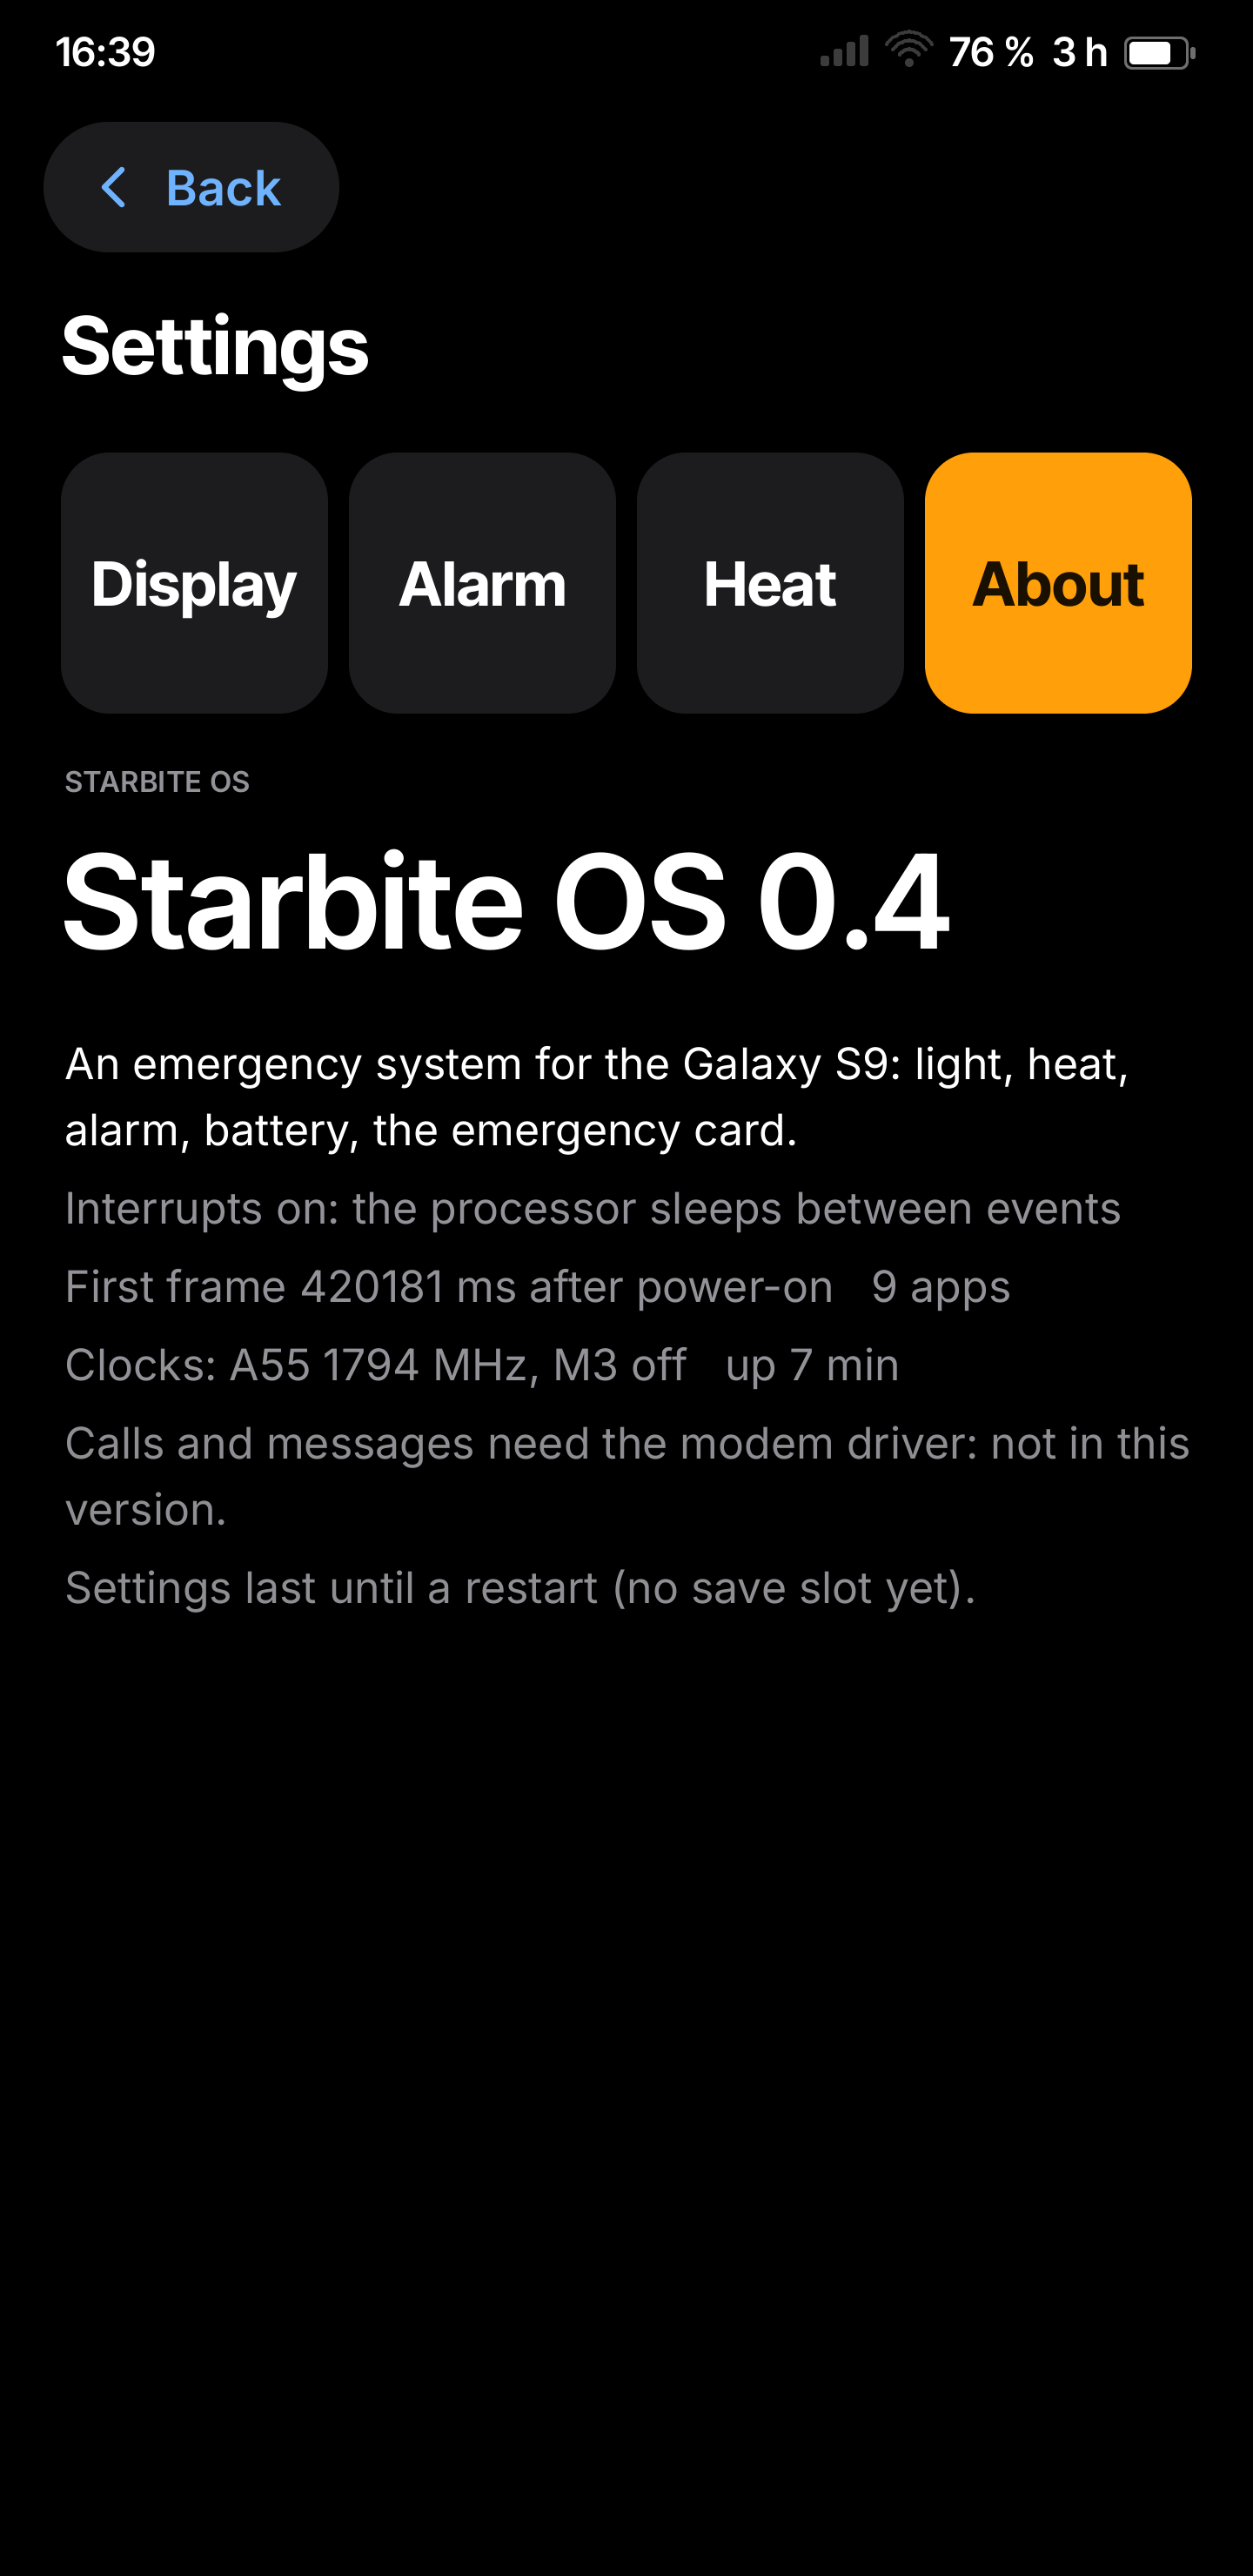 16:39
76 % 3 h
Back
Settings
Display
Alarm
Heat
About
STARBITE OS
Starbite OS 0.4
An emergency system for the Galaxy S9: light, heat,
alarm, battery, the emergency card.
Interrupts on: the processor sleeps between events
First frame 420181 ms after power-on   9 apps
Clocks: A55 1794 MHz, M3 off   up 7 min
Calls and messages need the modem driver: not in this
version.
Settings last until a restart (no save slot yet).